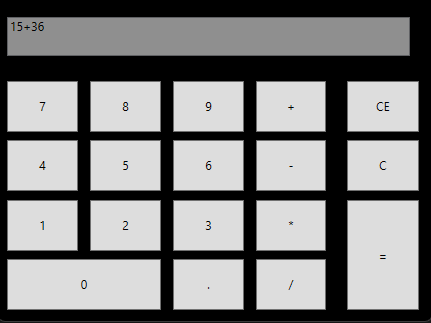 15+36
7 8 9 + CE
4 5 6 - C
1 2 3 *
=
0 . /